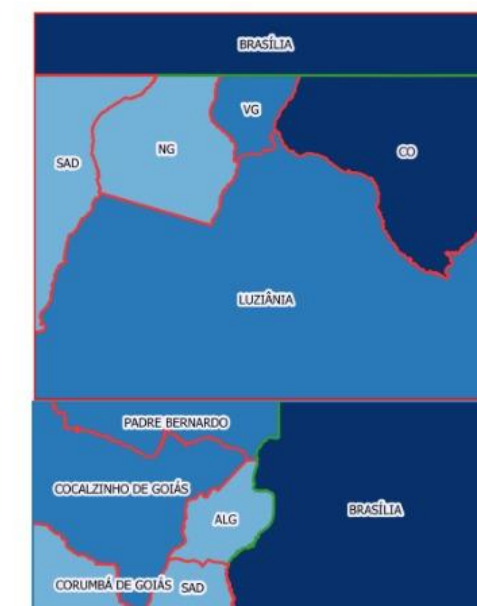 BRASÍLIA
VG
NG
CO
SAD
LUZIÂNIA
PADRE BERNARDO
COCALZINHO DE GOIÁS
BRASÍLIA
ALG
CORUMBÁ DE GOIÁS
SAD